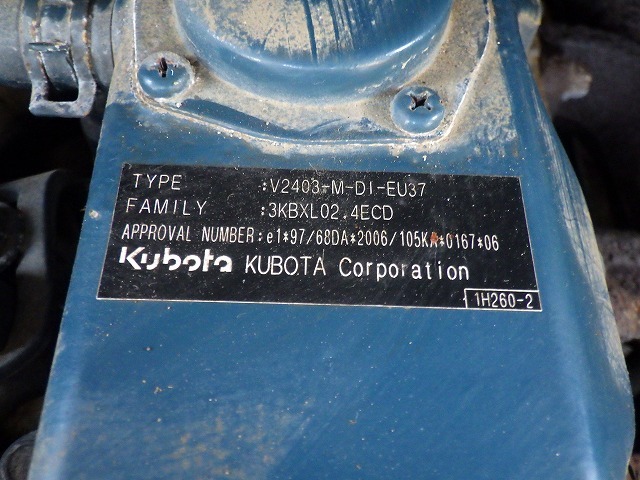 TYPE :V2403-M-DI-EU37
FAMILY :3KBXL02.4ECD
APPROVAL NUMBER:e1*97/68DA*2006/105KA*0167*06
Kubota KUBOTA Corporation
1H260-2